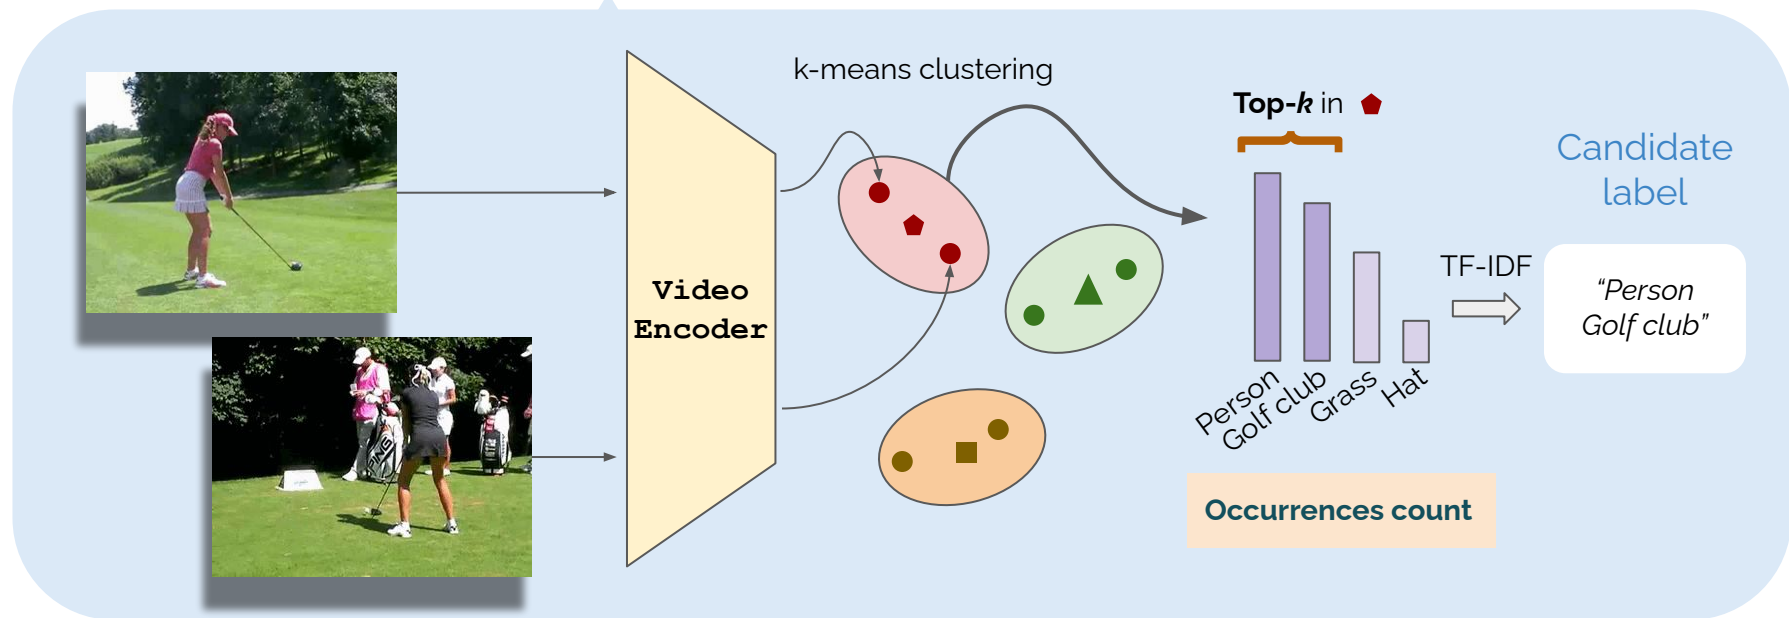 k-means clustering
Video
Encoder
Top-k in
Person
Golf club
Grass
Hat
Occurrences count
TF-IDF
Candidate
label
“Person
Golf club”
PING